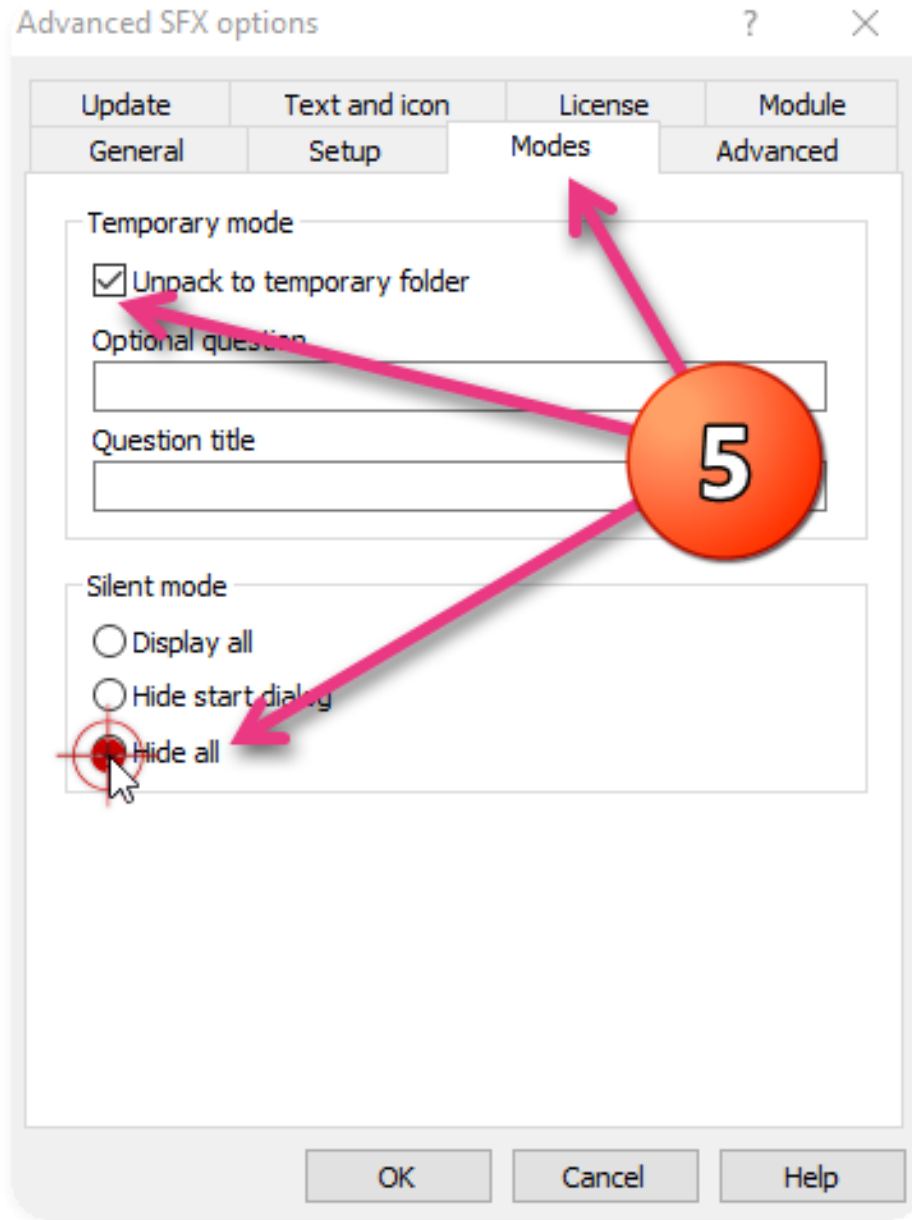 Advanced SFX options
Update Text and icon License Module
General Setup Modes Advanced
Temporary mode
Unpack to temporary folder
Optional question
Question title
5
Silent mode
Display all
Hide start dialog
Hide all
OK Cancel Help